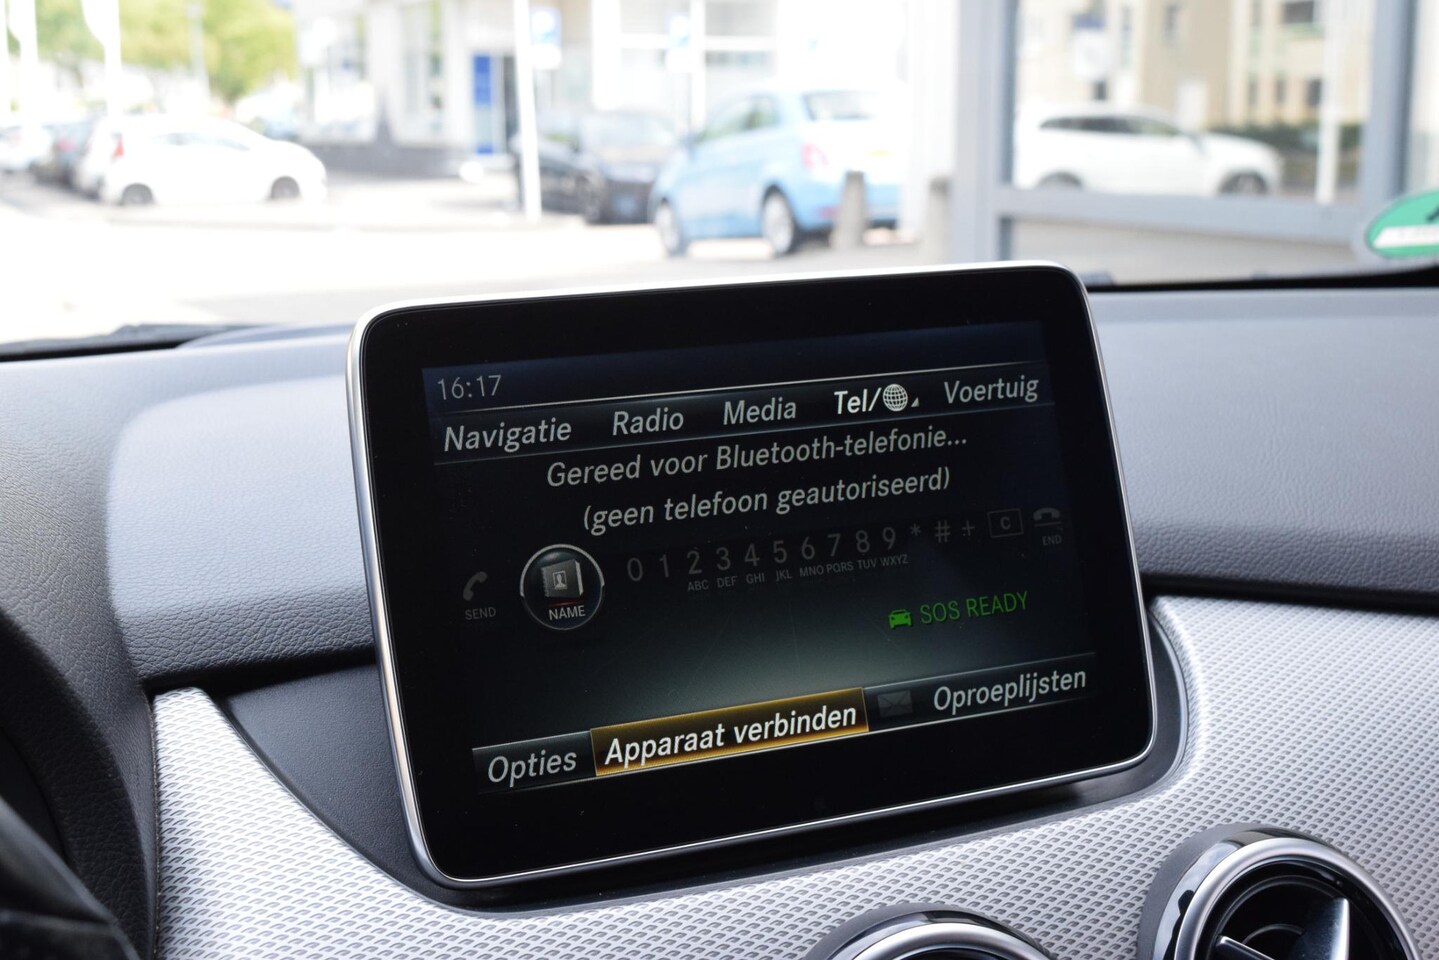 16:17
Navigatie Radio Media Tel/ Voertuig
Gereed voor Bluetooth-telefonie...
(geen telefoon geautoriseerd)
0 1 2 3 4 5 6 7 8 9 * # + C
ABC DEF GHI JKL MNO PQRS TUV WXYZ
SEND NAME END
SOS READY
Opties Apparaat verbinden Oproeplijsten